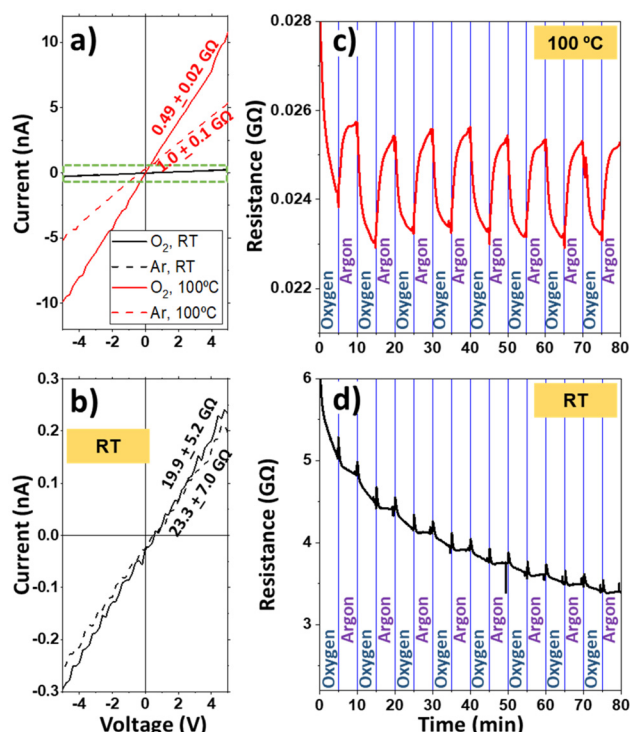 a)
Current (nA)
10
5
0
-5
-10
-4 -2 0 2 4
0.49 ± 0.02 GΩ
1.0 ± 0.1 GΩ
O₂, RT
Ar, RT
O₂, 100ºC
Ar, 100ºC
b)
RT
Current (nA)
0.3
0.2
0.1
0.0
-0.1
-0.2
-0.3
19.9 ± 5.2 GΩ
23.3 ± 7.0 GΩ
-4 -2 0 2 4
Voltage (V)
c)
100 ºC
Resistance (GΩ)
0.028
0.026
0.024
0.022
Oxygen Argon Oxygen Argon Oxygen Argon Oxygen Argon Oxygen Argon Oxygen Argon Oxygen Argon Oxygen Argon
0 10 20 30 40 50 60 70 80
d)
RT
Resistance (GΩ)
6
5
4
3
Oxygen Argon Oxygen Argon Oxygen Argon Oxygen Argon Oxygen Argon Oxygen Argon Oxygen Argon Oxygen Argon
0 10 20 30 40 50 60 70 80
Time (min)